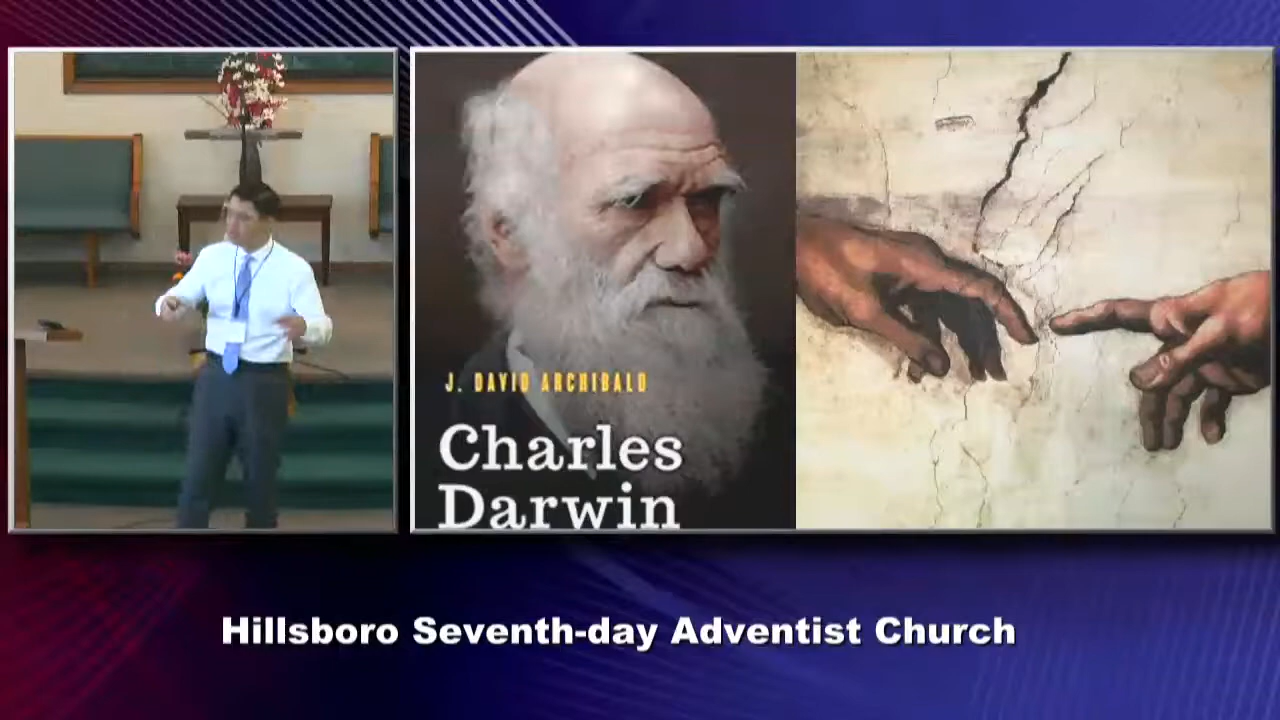 J. DAVID ARCHIBALD
Charles
Darwin
Hillsboro Seventh-day Adventist Church